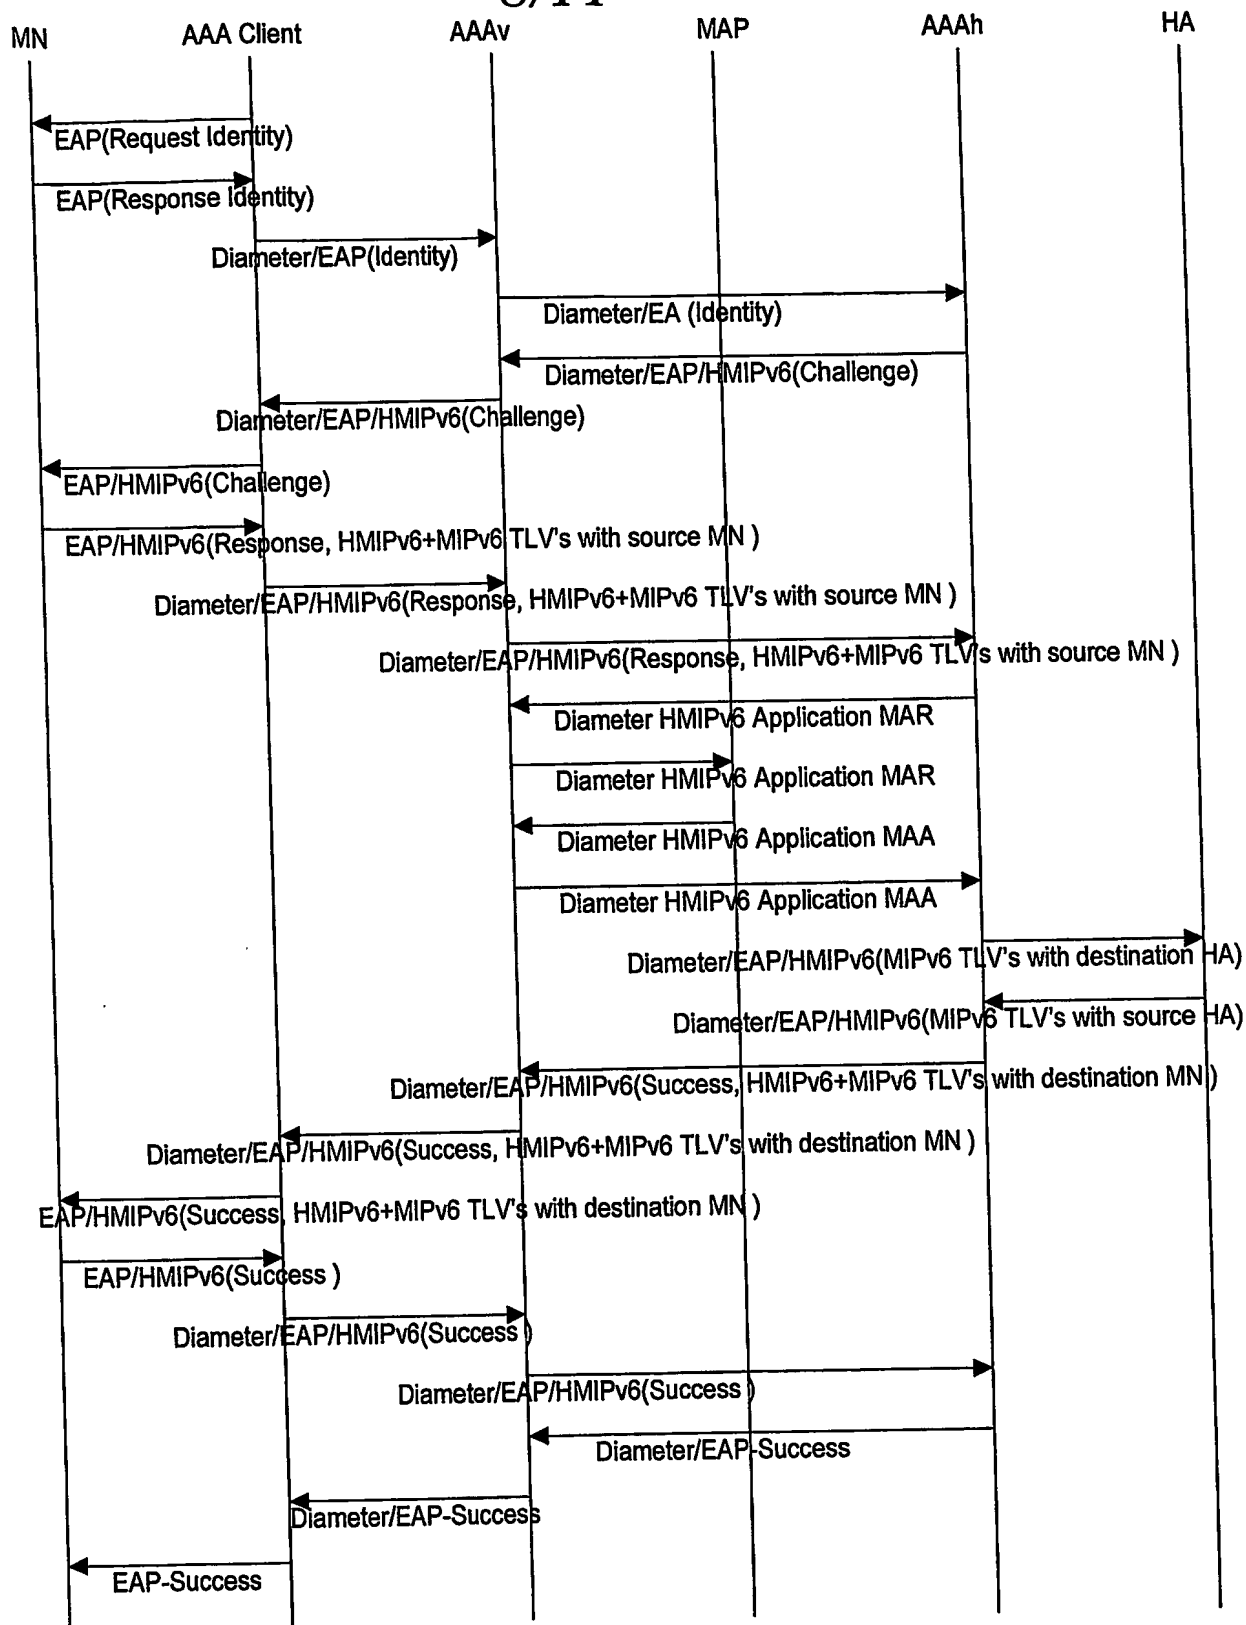 MN AAA Client AAAv MAP AAAh HA
EAP(Request Identity)
EAP(Response Identity)
Diameter/EAP(Identity)
Diameter/EA (Identity)
Diameter/EAP/HMIPv6(Challenge)
Diameter/EAP/HMIPv6(Challenge)
EAP/HMIPv6(Challenge)
EAP/HMIPv6(Response, HMIPv6+MIPv6 TLV's with source MN )
Diameter/EAP/HMIPv6(Response, HMIPv6+MIPv6 TLV's with source MN )
Diameter/EAP/HMIPv6(Response, HMIPv6+MIPv6 TLV's with source MN )
Diameter HMIPv6 Application MAR
Diameter HMIPv6 Application MAR
Diameter HMIPv6 Application MAA
Diameter HMIPv6 Application MAA
Diameter/EAP/HMIPv6(MIPv6 TLV's with destination HA)
Diameter/EAP/HMIPv6(MIPv6 TLV's with source HA)
Diameter/EAP/HMIPv6(Success, HMIPv6+MIPv6 TLV's with destination MN )
Diameter/EAP/HMIPv6(Success, HMIPv6+MIPv6 TLV's with destination MN )
EAP/HMIPv6(Success, HMIPv6+MIPv6 TLV's with destination MN )
EAP/HMIPv6(Success )
Diameter/EAP/HMIPv6(Success )
Diameter/EAP/HMIPv6(Success )
Diameter/EAP-Success
Diameter/EAP-Success
EAP-Success